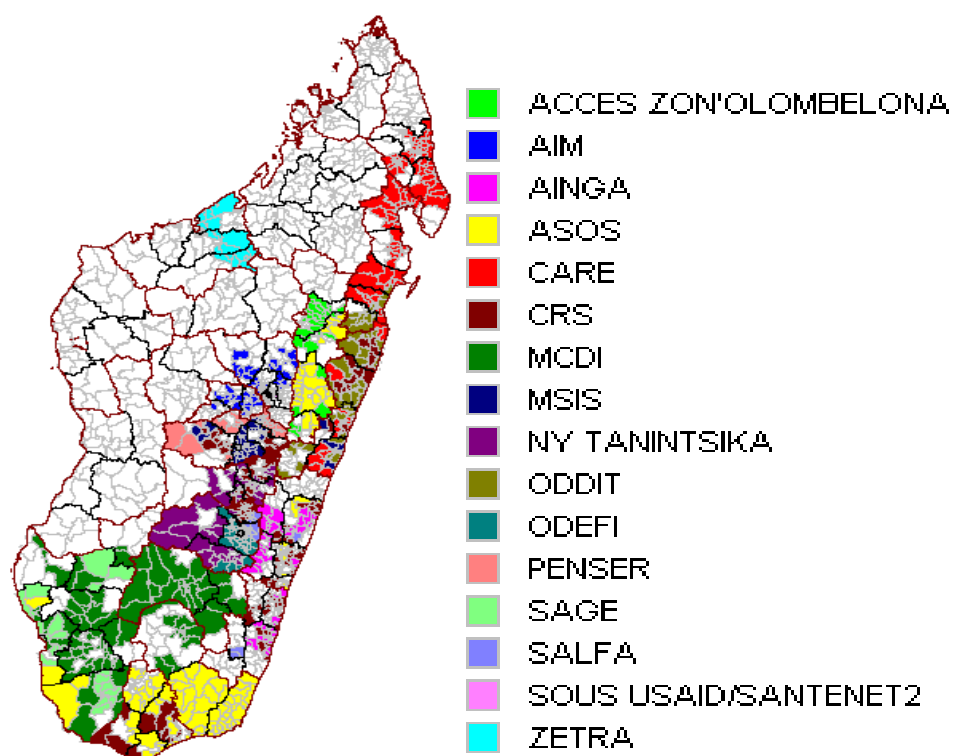 ACCES ZON'OLOMBELONA
AIM
AINGA
ASOS
CARE
CRS
MCDI
MSIS
NY TANINTSIKA
ODDIT
ODEFI
PENSER
SAGE
SALFA
SOUS USAID/SANTENET2
ZETRA